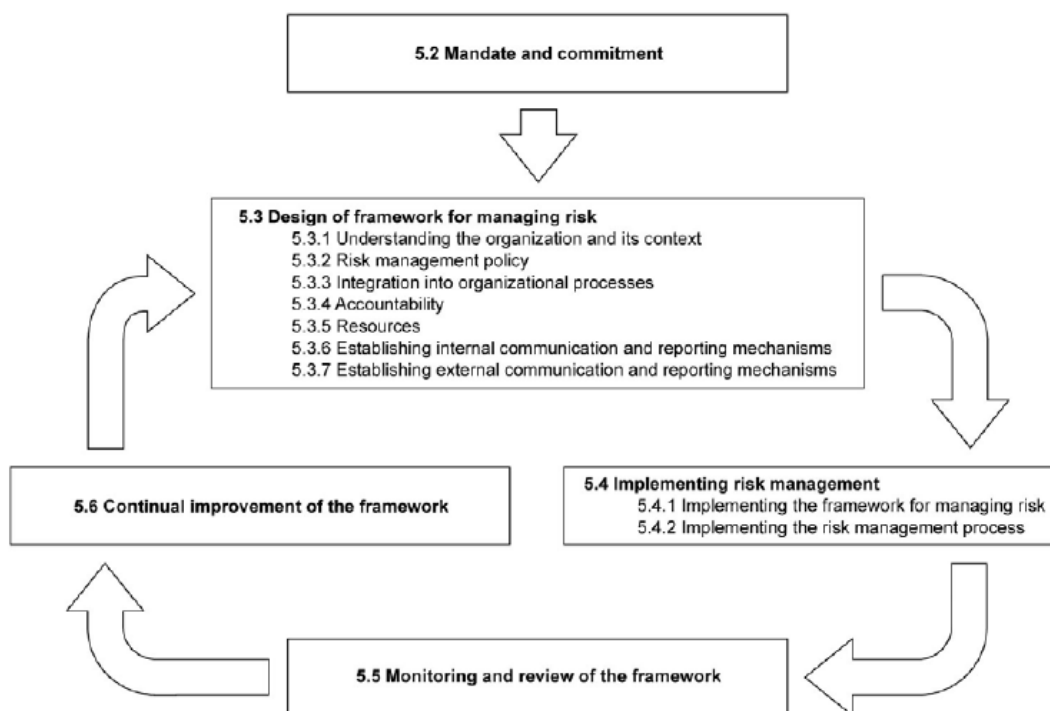 5.2 Mandate and commitment
5.3 Design of framework for managing risk
5.3.1 Understanding the organization and its context
5.3.2 Risk management policy
5.3.3 Integration into organizational processes
5.3.4 Accountability
5.3.5 Resources
5.3.6 Establishing internal communication and reporting mechanisms
5.3.7 Establishing external communication and reporting mechanisms
5.6 Continual improvement of the framework
5.4 Implementing risk management
5.4.1 Implementing the framework for managing risk
5.4.2 Implementing the risk management process
5.5 Monitoring and review of the framework